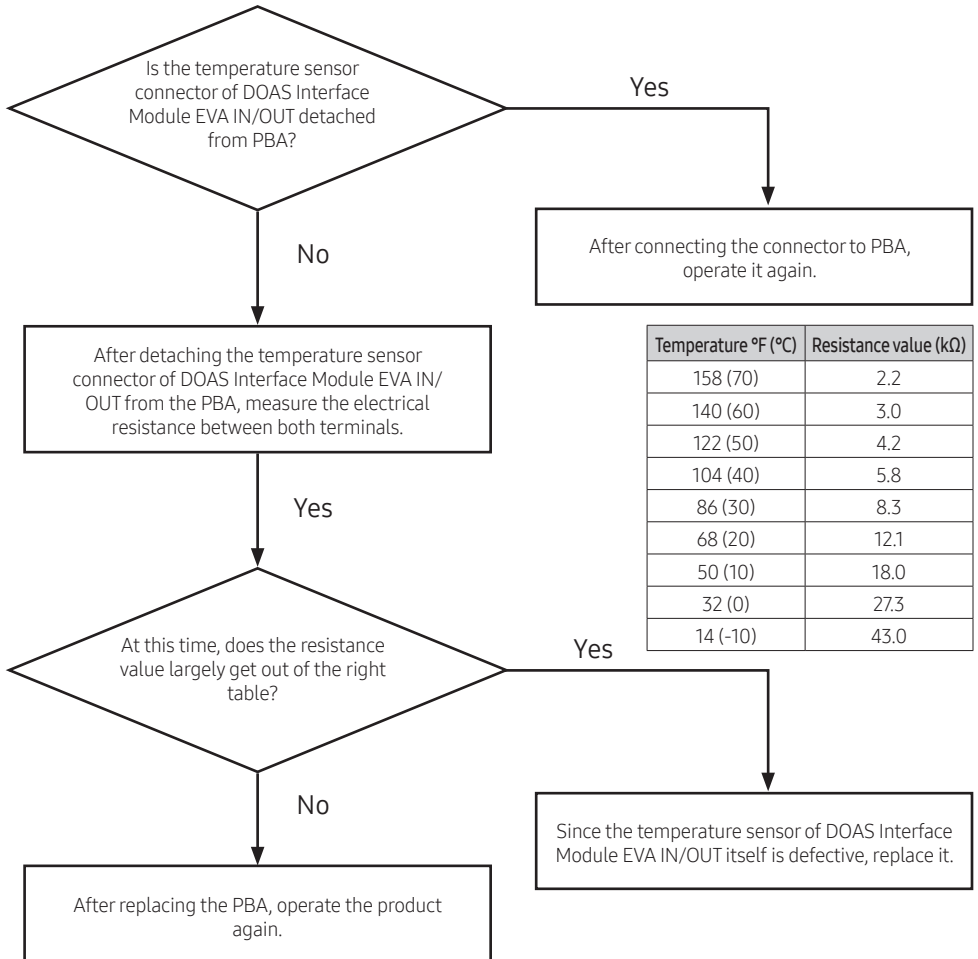 Is the temperature sensor
connector of DOAS Interface
Module EVA IN/OUT detached
from PBA?
Yes
After connecting the connector to PBA,
operate it again.
No
After detaching the temperature sensor
connector of DOAS Interface Module EVA IN/
OUT from the PBA, measure the electrical
resistance between both terminals.
Temperature °F (°C) Resistance value (kΩ)
158 (70) 2.2
140 (60) 3.0
122 (50) 4.2
104 (40) 5.8
86 (30) 8.3
68 (20) 12.1
50 (10) 18.0
32 (0) 27.3
14 (-10) 43.0
Yes
At this time, does the resistance
value largely get out of the right
table?
Yes
Since the temperature sensor of DOAS Interface
Module EVA IN/OUT itself is defective, replace it.
No
After replacing the PBA, operate the product
again.